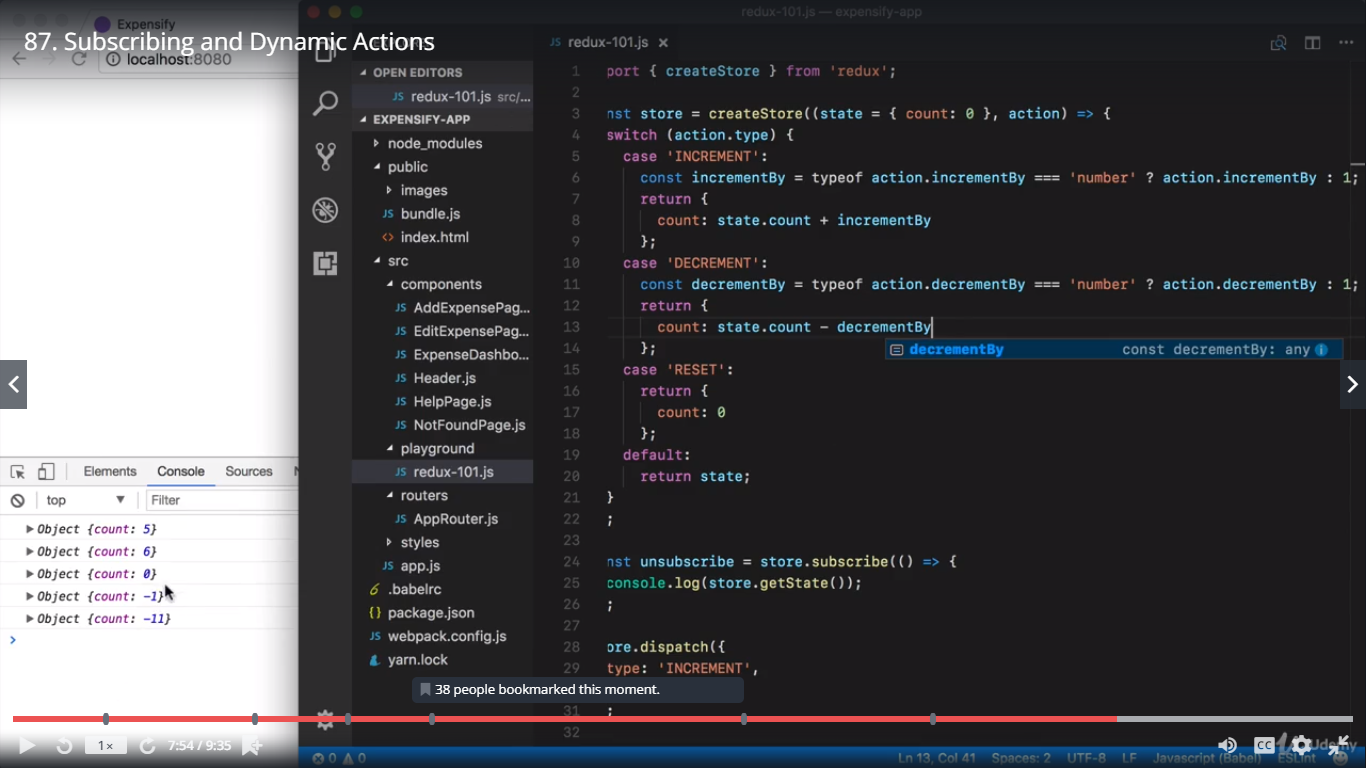 Expensify
87. Subscribing and Dynamic Actions
localhost:8080
redux-101.js — expensify-app
JS redux-101.js ×
OPEN EDITORS
JS redux-101.js src/...
EXPENSIFY-APP
node_modules
public
images
JS bundle.js
<> index.html
src
components
JS AddExpensePag...
JS EditExpensePag...
JS ExpenseDashbo...
JS Header.js
JS HelpPage.js
JS NotFoundPage.js
playground
JS redux-101.js
routers
JS AppRouter.js
styles
JS app.js
.babelrc
{} package.json
JS webpack.config.js
yarn.lock
1 port { createStore } from 'redux';
2
3 nst store = createStore((state = { count: 0 }, action) => {
4 switch (action.type) {
5 case 'INCREMENT':
6 const incrementBy = typeof action.incrementBy === 'number' ? action.incrementBy : 1;
7 return {
8 count: state.count + incrementBy
9 };
10 case 'DECREMENT':
11 const decrementBy = typeof action.decrementBy === 'number' ? action.decrementBy : 1;
12 return {
13 count: state.count - decrementBy
decrementBy const decrementBy: any
14 };
15 case 'RESET':
16 return {
17 count: 0
18 };
19 default:
20 return state;
21 }
22 ;
23
24 nst unsubscribe = store.subscribe(() => {
25 console.log(store.getState());
26 ;
27
28 ore.dispatch({
29 type: 'INCREMENT',
31 ;
32
Elements Console Sources
top Filter
Object {count: 5}
Object {count: 6}
Object {count: 0}
Object {count: -1}
Object {count: -11}
38 people bookmarked this moment.
1× 7:54 / 9:35
CC
Udemy
0 0 Ln 13, Col 41 Spaces: 2 UTF-8 LF Javascript (Babel) ESLint